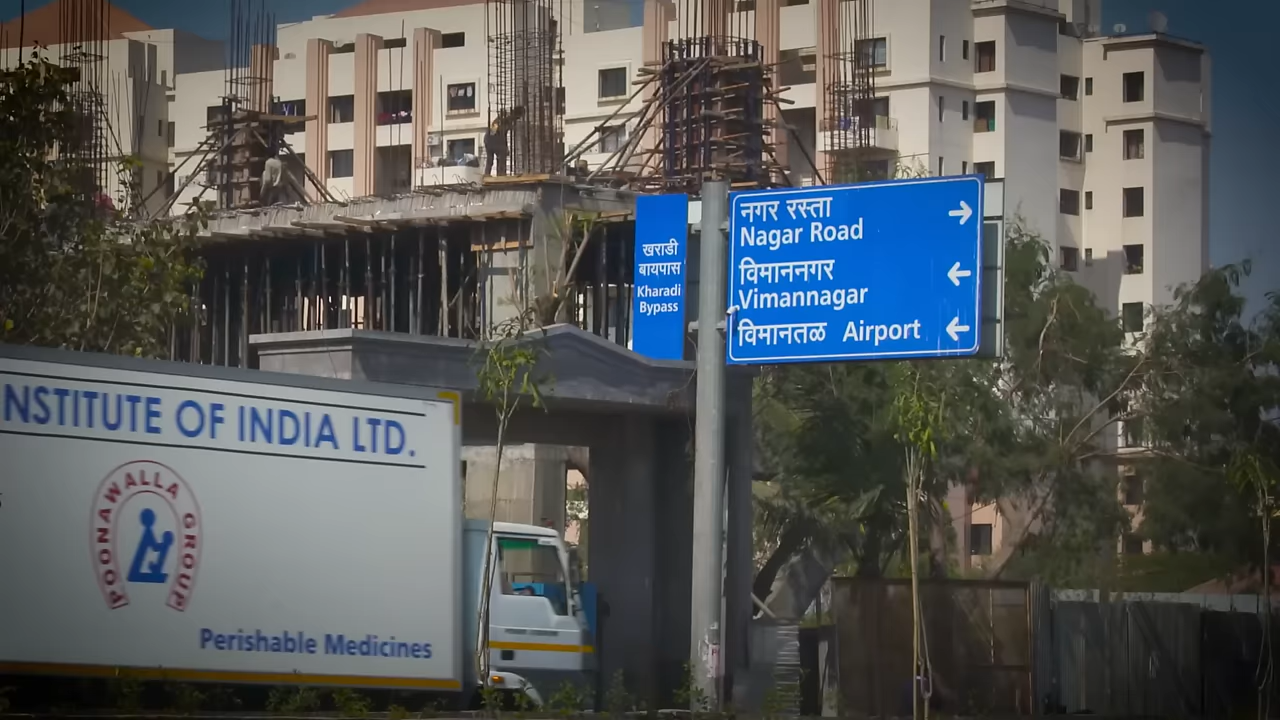 खराडी
बायपास
Kharadi
Bypass
नगर रस्ता
Nagar Road
विमाननगर
Vimannagar
विमानतळ Airport
NSTITUTE OF INDIA LTD.
POONAWALLA GROUP
Perishable Medicines